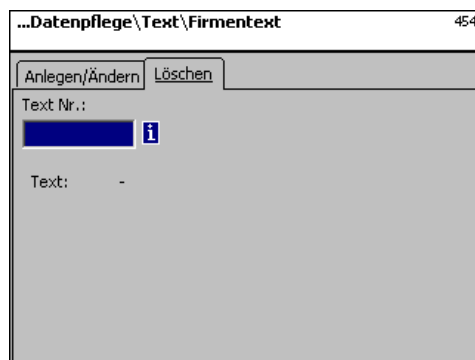 ...Datenpflege\Text\Firmentext 454
Anlegen/Ändern Löschen
Text Nr.:
i
Text: -